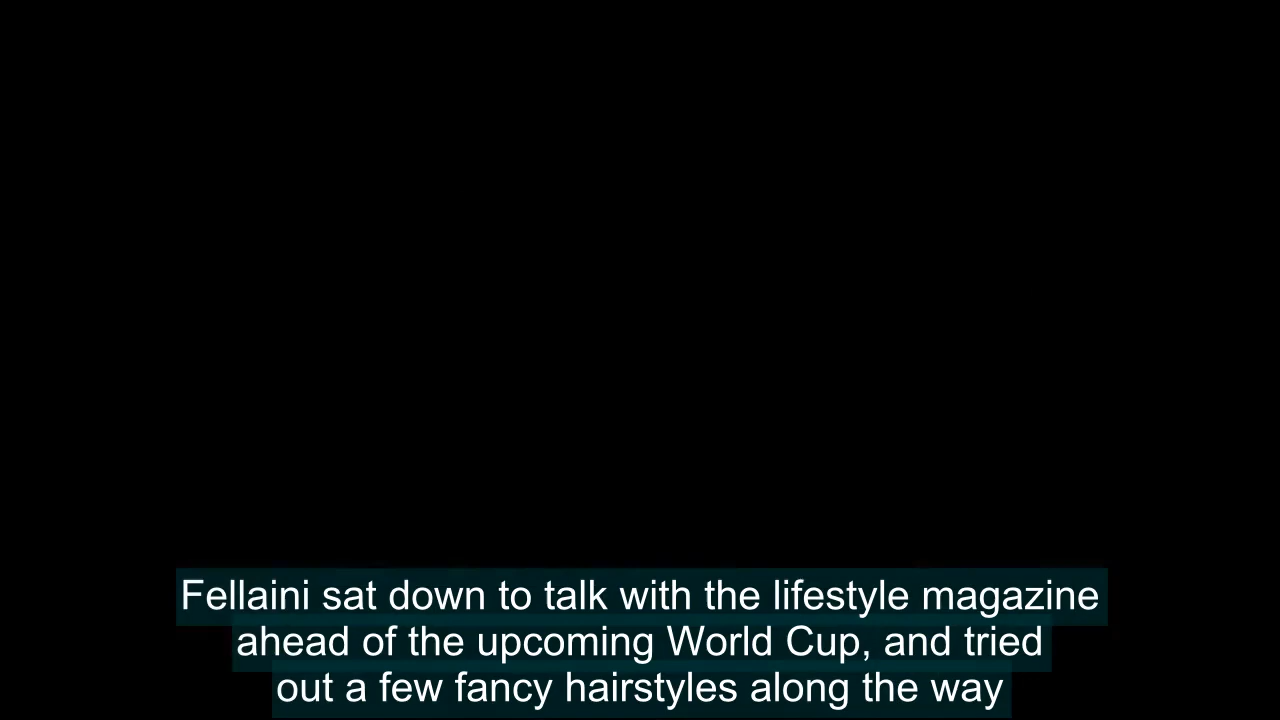 Fellaini sat down to talk with the lifestyle magazine
ahead of the upcoming World Cup, and tried
out a few fancy hairstyles along the way